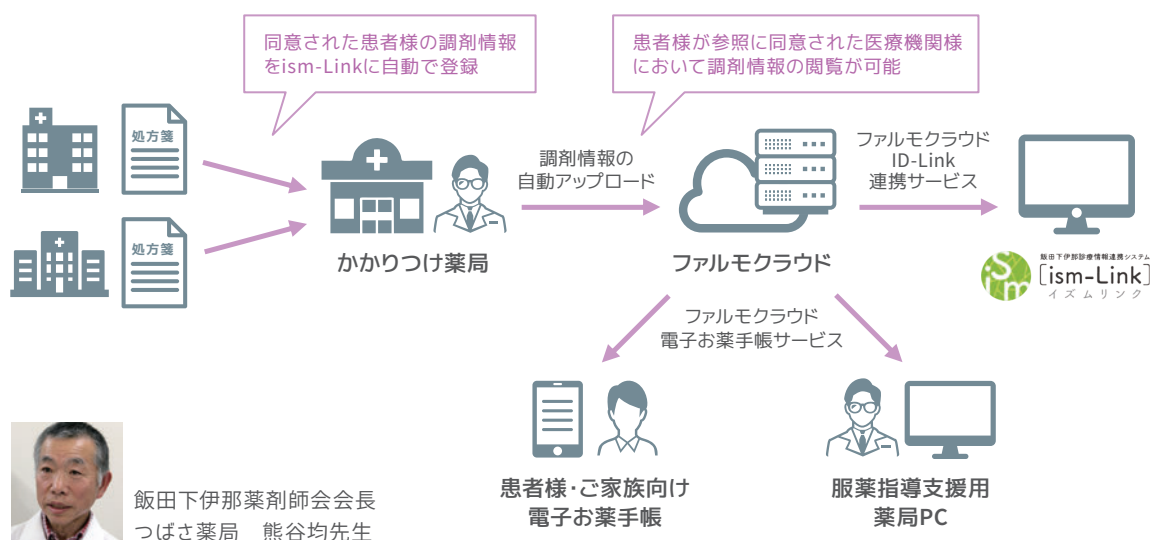 同意された患者様の調剤情報
をism-Linkに自動で登録
患者様が参照に同意された医療機関様
において調剤情報の閲覧が可能
処方箋
処方箋
かかりつけ薬局
調剤情報の
自動アップロード
ファルモクラウド
ファルモクラウド
ID-Link
連携サービス
ism
飯田下伊那診療情報連携システム
[ism-Link]
イズムリンク
ファルモクラウド
電子お薬手帳サービス
患者様・ご家族向け
電子お薬手帳
服薬指導支援用
薬局PC
飯田下伊那薬剤師会会長
つばさ薬局 熊谷均先生